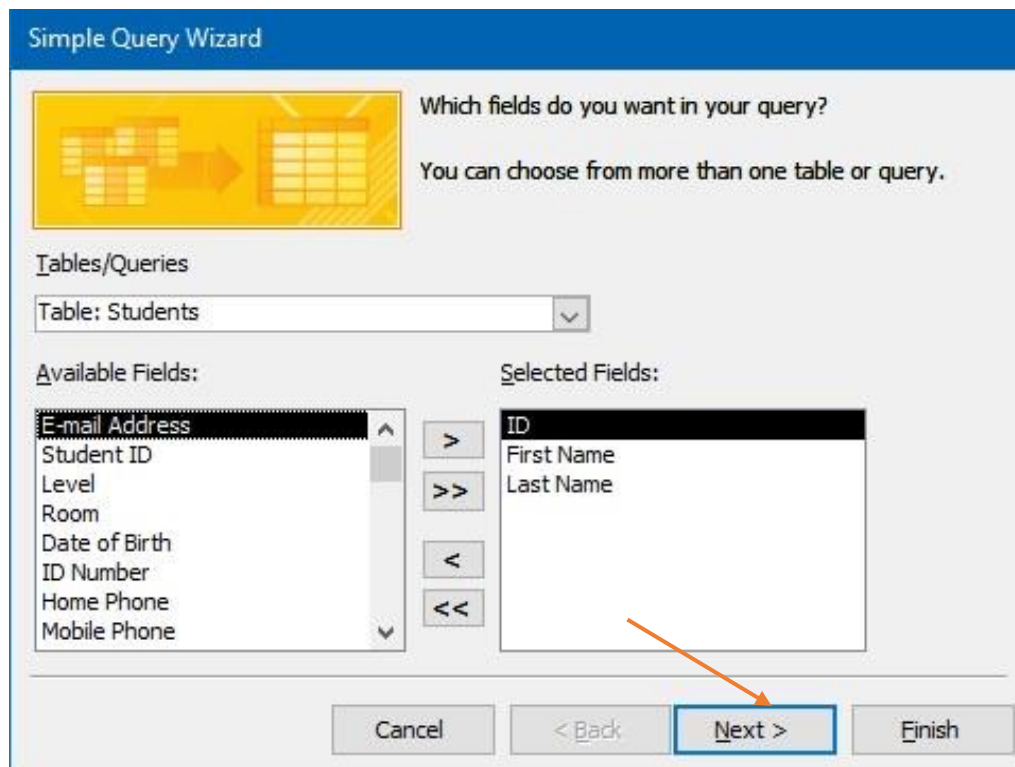 Simple Query Wizard
Which fields do you want in your query?
You can choose from more than one table or query.
Tables/Queries
Table: Students
Available Fields:
Selected Fields:
E-mail Address
Student ID
Level
Room
Date of Birth
ID Number
Home Phone
Mobile Phone
>
>>
<
<<
ID
First Name
Last Name
Cancel
< Back
Next >
Finish